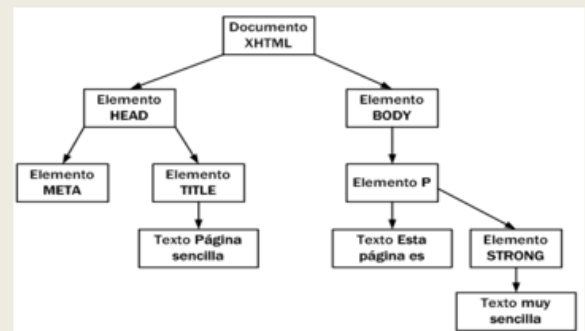 Documento
XHTML
Elemento
HEAD
Elemento
BODY
Elemento
META
Elemento
TITLE
Elemento P
Texto Página
sencilla
Texto Esta
página es
Elemento
STRONG
Texto muy
sencilla